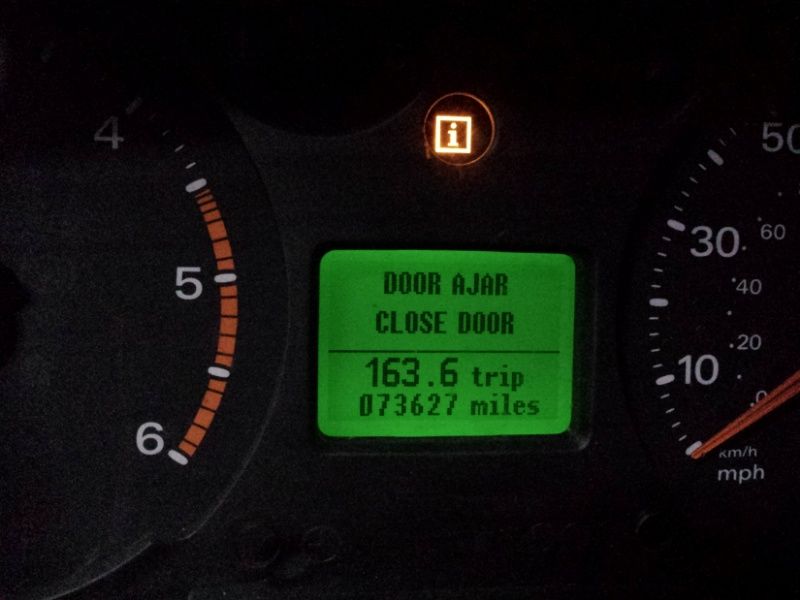 4
5
6
i
DOOR AJAR
CLOSE DOOR
163.6 trip
073627 miles
50
30
10
60
40
20
0
km/h
mph